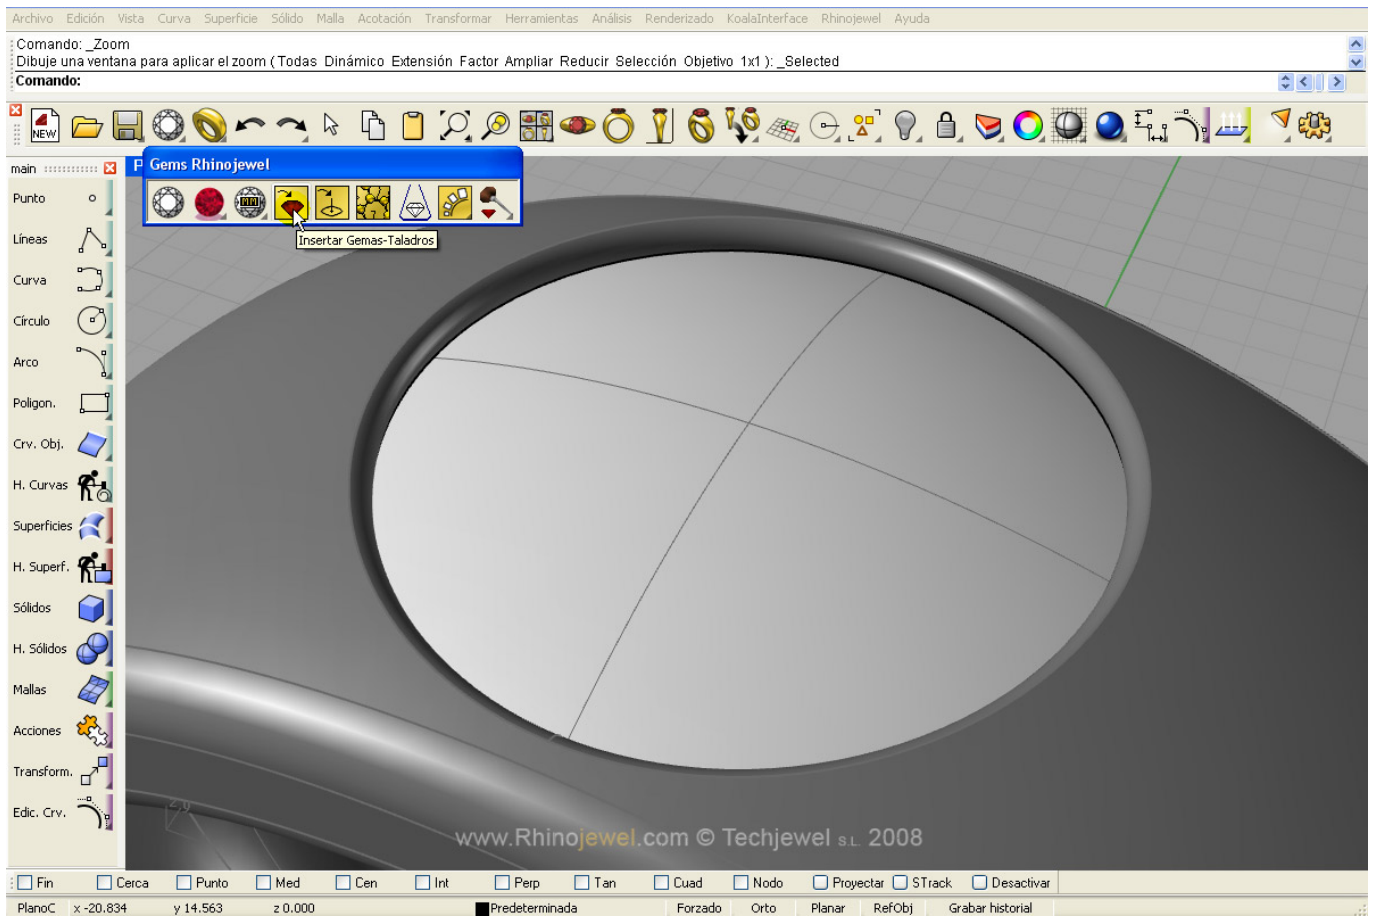 Archivo Edición Vista Curva Superficie Sólido Malla Acotación Transformar Herramientas Análisis Renderizado KoalaInterface Rhinojewel Ayuda
Comando: _Zoom
Dibuje una ventana para aplicar el zoom ( Todas Dinámico Extensión Factor Ampliar Reducir Selección Objetivo 1x1 ): _Selected
Comando:
NEW
main
P
Gems Rhinojewel
MM
Insertar Gemas-Taladros
Punto
Líneas
Curva
Círculo
Arco
Poligon.
Crv. Obj.
H. Curvas
Superficies
H. Superf.
Sólidos
H. Sólidos
Mallas
Acciones
Transform.
Edic. Crv.
2.0
www.Rhinojewel.com © Techjewel S.L. 2008
Fin Cerca Punto Med Cen Int Perp Tan Cuad Nodo Proyectar STrack Desactivar
PlanoC x -20.834 y 14.563 z 0.000 Predeterminada Forzado Orto Planar RefObj Grabar historial